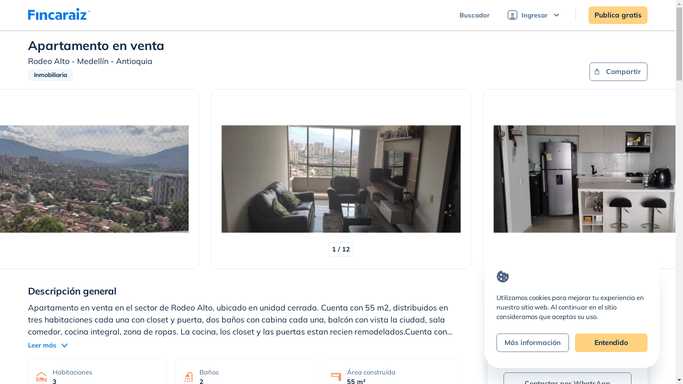 Fincaraiz
Buscador
Ingresar
Publica gratis
Apartamento en venta
Rodeo Alto - Medellín - Antioquia
Inmobiliaria
Compartir
1 / 12
Descripción general
Apartamento en venta en el sector de Rodeo Alto, ubicado en unidad cerrada. Cuenta con 55 m2, distribuidos en
tres habitaciones cada una con closet y puerta, dos baños con cabina cada una, balcón con vista la ciudad, sala
comedor, cocina integral, zona de ropas. La cocina, los closet y las puertas estan recien remodelados.Cuenta con...
Leer más
Habitaciones
3
Baños
2
Área construida
55 m²
Utilizamos cookies para mejorar tu experiencia en
nuestro sitio web. Al continuar en el sitio
consideramos que aceptas su uso.
Más información
Entendido
Contactar por WhatsApp